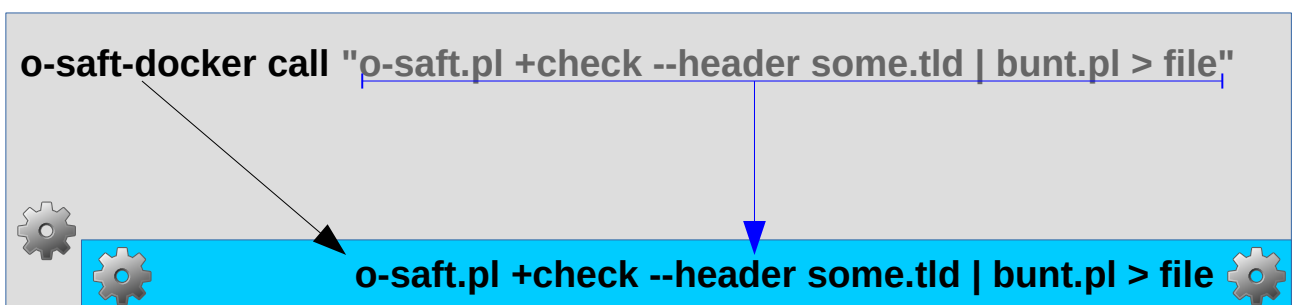 o-saft-docker call "o-saft.pl +check --header some.tld | bunt.pl > file"
o-saft.pl +check --header some.tld | bunt.pl > file